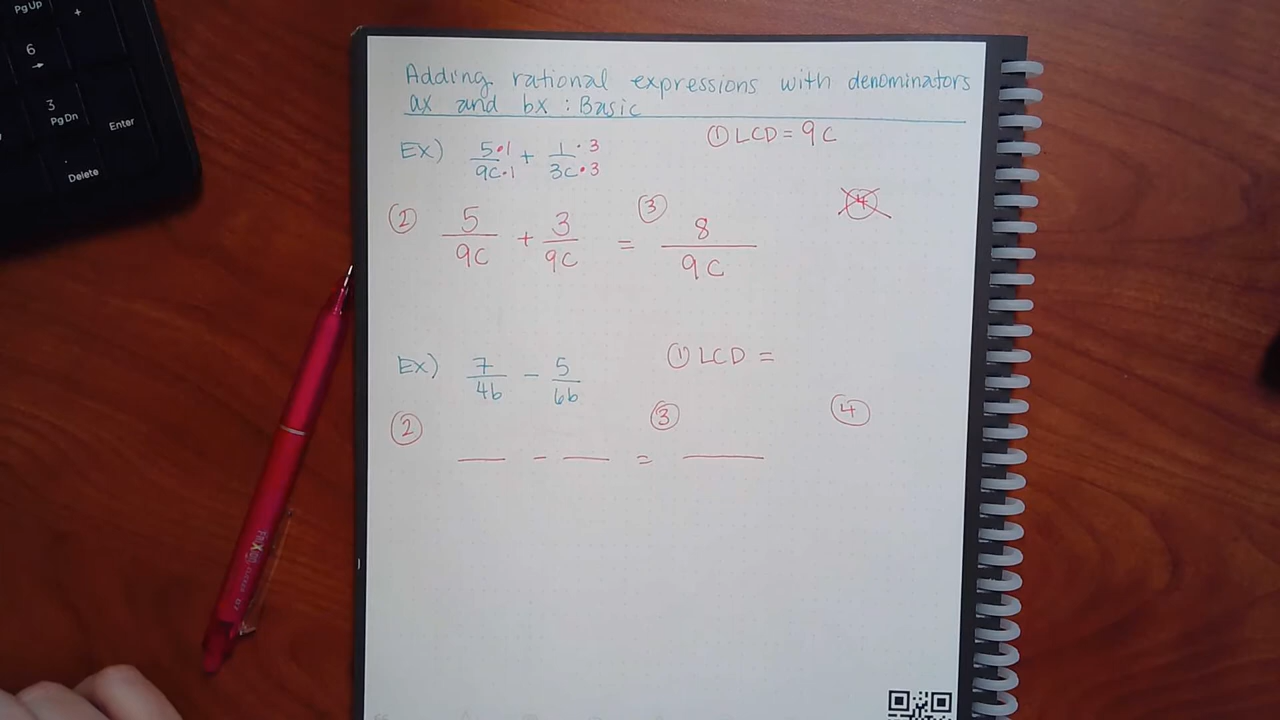 PgUp
+
6
→
3
PgDn
Enter
.
Delete
Adding rational expressions with denominators
ax and bx : Basic
Ex) 5·1/9c·1 + 1·3/3c·3
① LCD = 9c
② 5/9c + 3/9c = ③ 8/9c
④
Ex) 7/4b - 5/6b
① LCD =
② — - — = ③ —
④